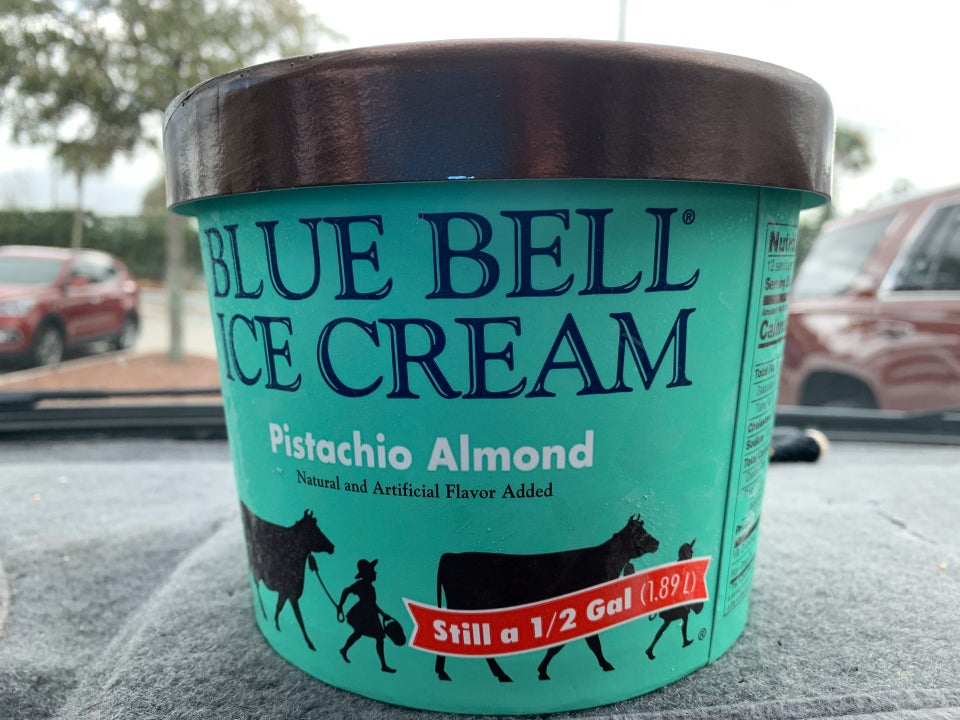 BLUE BELL®
ICE CREAM
Pistachio Almond
Natural and Artificial Flavor Added
Still a 1/2 Gal (1.89 L)
®